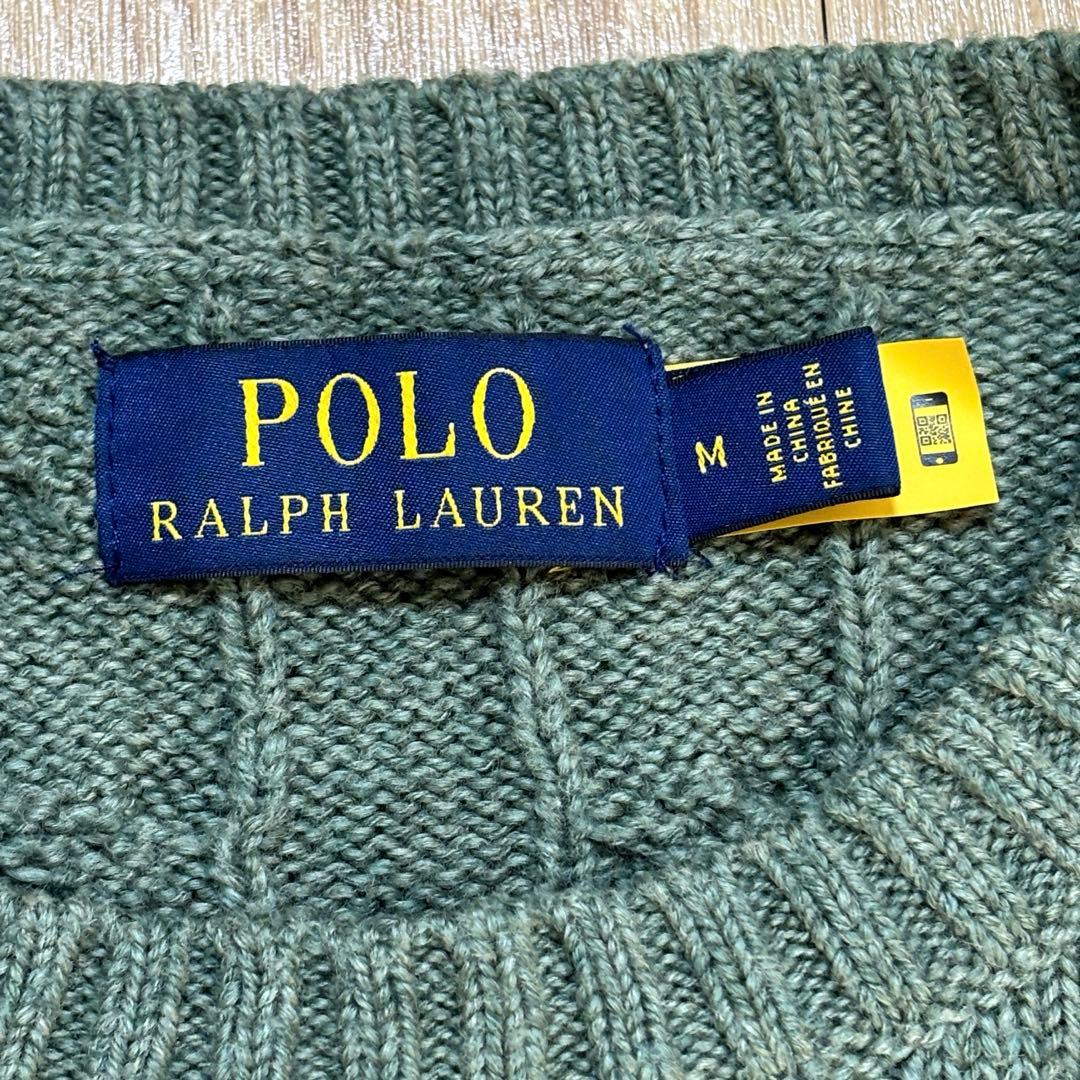 POLO
RALPH LAUREN
M
MADE IN
CHINA
FABRIQUÉ EN
CHINE